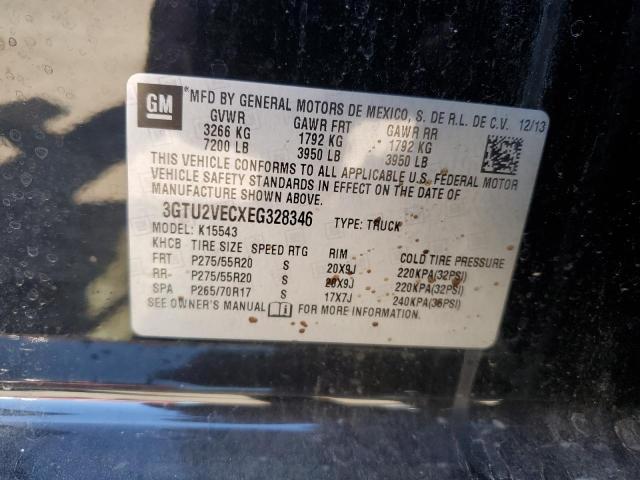 GM
*MFD BY GENERAL MOTORS DE MEXICO, S. DE R.L. DE C.V. 12/13
GVWR GAWR FRT GAWR RR
3266 KG 1792 KG 1792 KG
7200 LB 3950 LB 3950 LB
THIS VEHICLE CONFORMS TO ALL APPLICABLE U.S. FEDERAL MOTOR
VEHICLE SAFETY STANDARDS IN EFFECT ON THE DATE OF
MANUFACTURE SHOWN ABOVE.
3GTU2VECXEG328346 TYPE: TRUCK
MODEL: K15543
KHCB TIRE SIZE SPEED RTG RIM COLD TIRE PRESSURE
FRT P275/55R20 S 20X9J 220KPA(32PSI)
RR P275/55R20 S 20X9J 220KPA(32PSI)
SPA P265/70R17 S 17X7J 240KPA(35PSI)
SEE OWNER'S MANUAL FOR MORE INFORMATION.